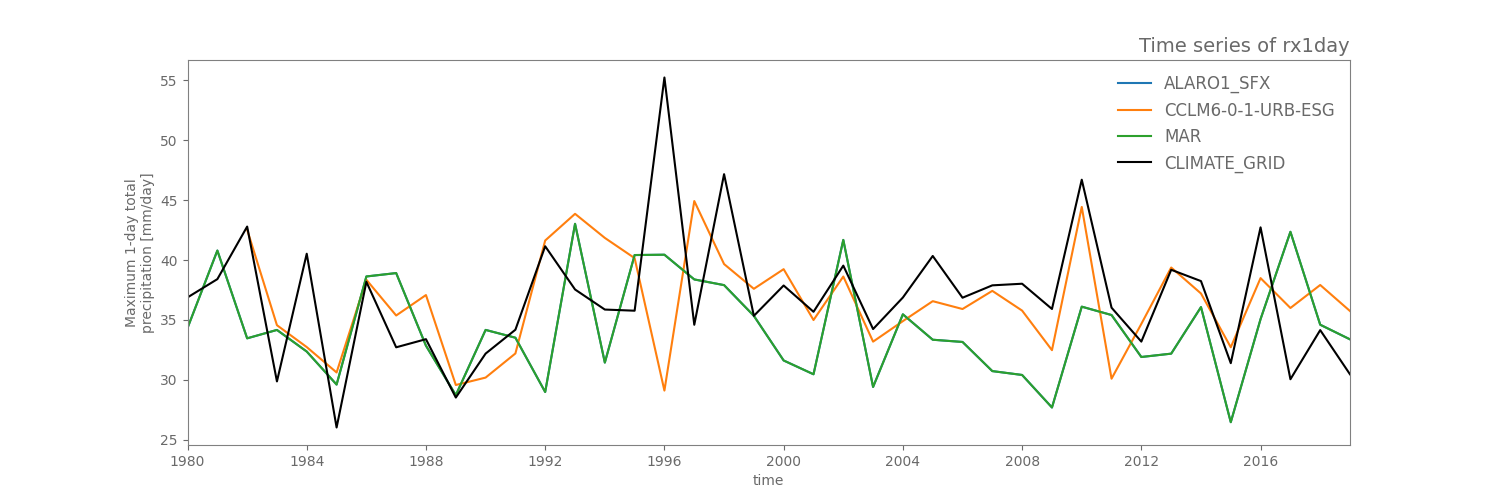 Time series of rx1day
ALARO1_SFX
CCLM6-0-1-URB-ESG
MAR
CLIMATE_GRID
Maximum 1-day total
precipitation [mm/day]
55
50
45
40
35
30
25
1980 1984 1988 1992 1996 2000 2004 2008 2012 2016
time